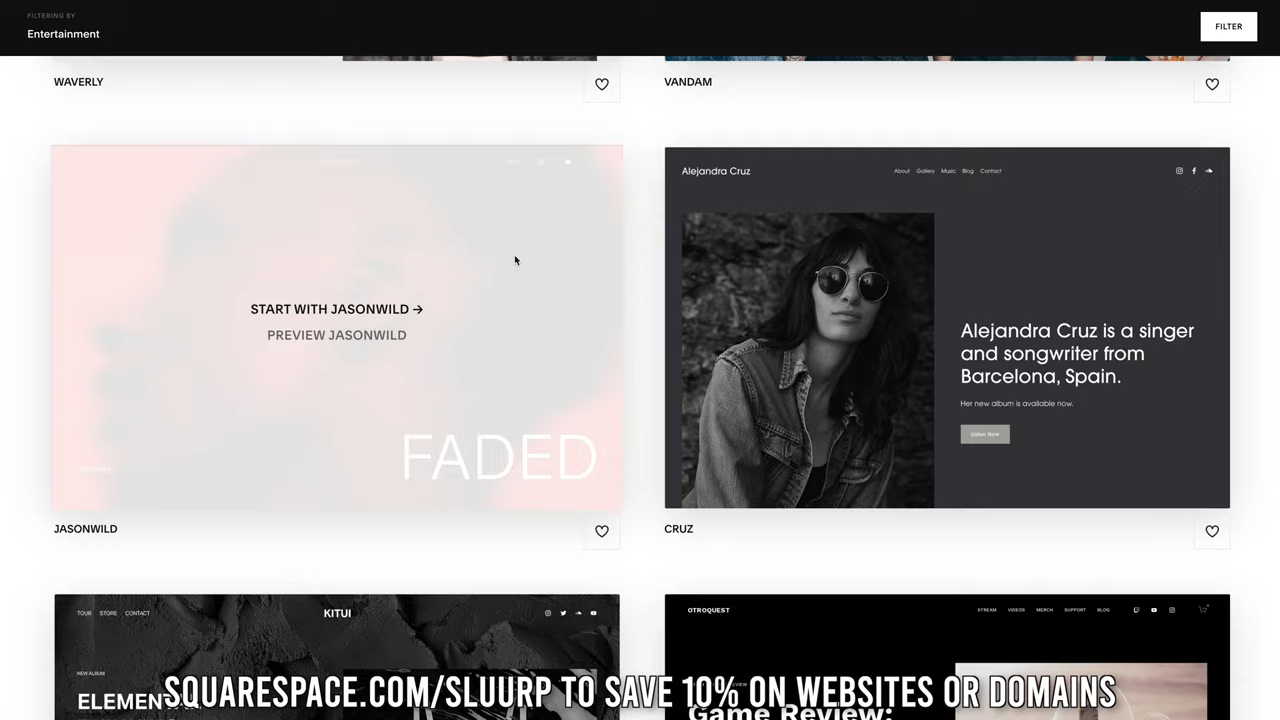 FILTERING BY
Entertainment
FILTER
WAVERLY
VANDAM
START WITH JASONWILD →
PREVIEW JASONWILD
FADED
JASONWILD
Alejandra Cruz
About Gallery Music Blog Contact
Alejandra Cruz is a singer
and songwriter from
Barcelona, Spain.
Her new album is available now.
Listen Now
CRUZ
TOUR STORE CONTACT
KITUI
NEW ALBUM
OTROQUEST
STREAM VIDEOS MERCH SUPPORT BLOG
Game Review:
SQUARESPACE.COM/SLUURP TO SAVE 10% ON WEBSITES OR DOMAINS